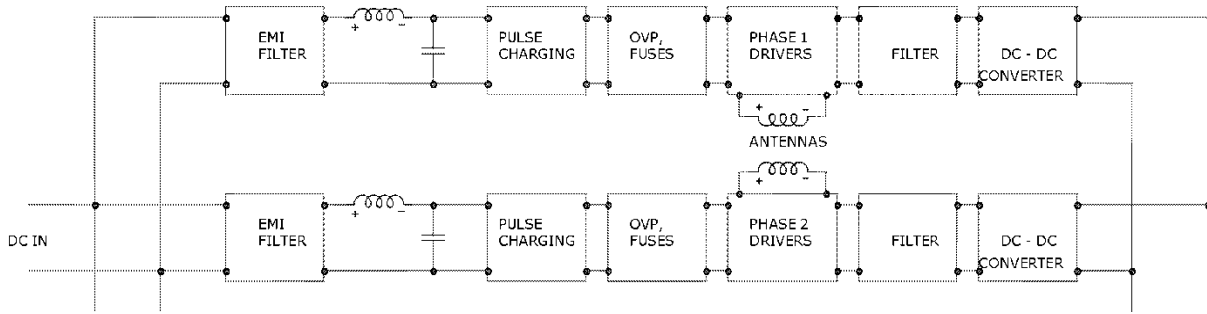 EMI
FILTER
+
-
PULSE
CHARGING
OVP,
FUSES
PHASE 1
DRIVERS
FILTER
DC - DC
CONVERTER
+
-
ANTENNAS
+
-
DC IN
EMI
FILTER
+
-
PULSE
CHARGING
OVP,
FUSES
PHASE 2
DRIVERS
FILTER
DC - DC
CONVERTER